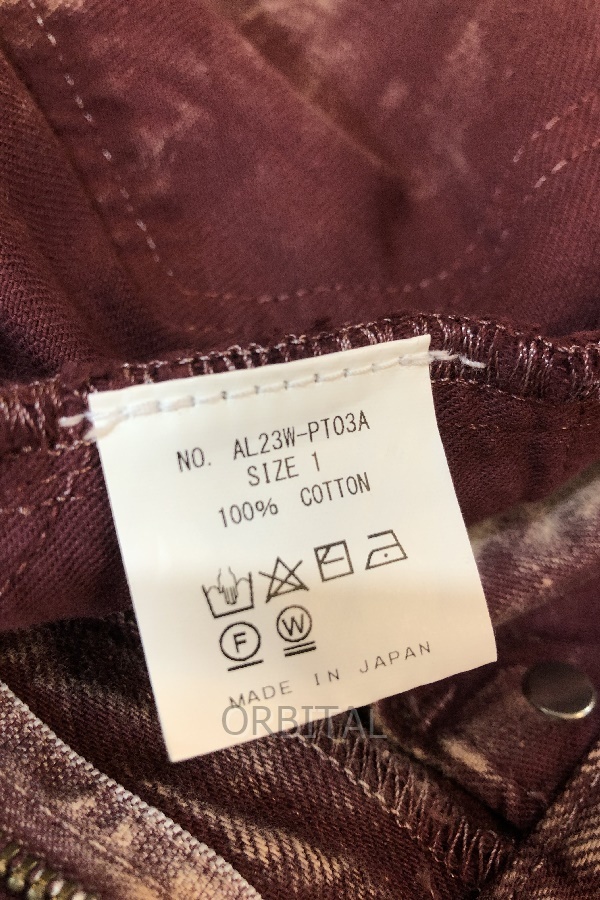 NO. AL23W-PT03A
SIZE 1
100% COTTON
F W
MADE IN JAPAN
ORBITAL